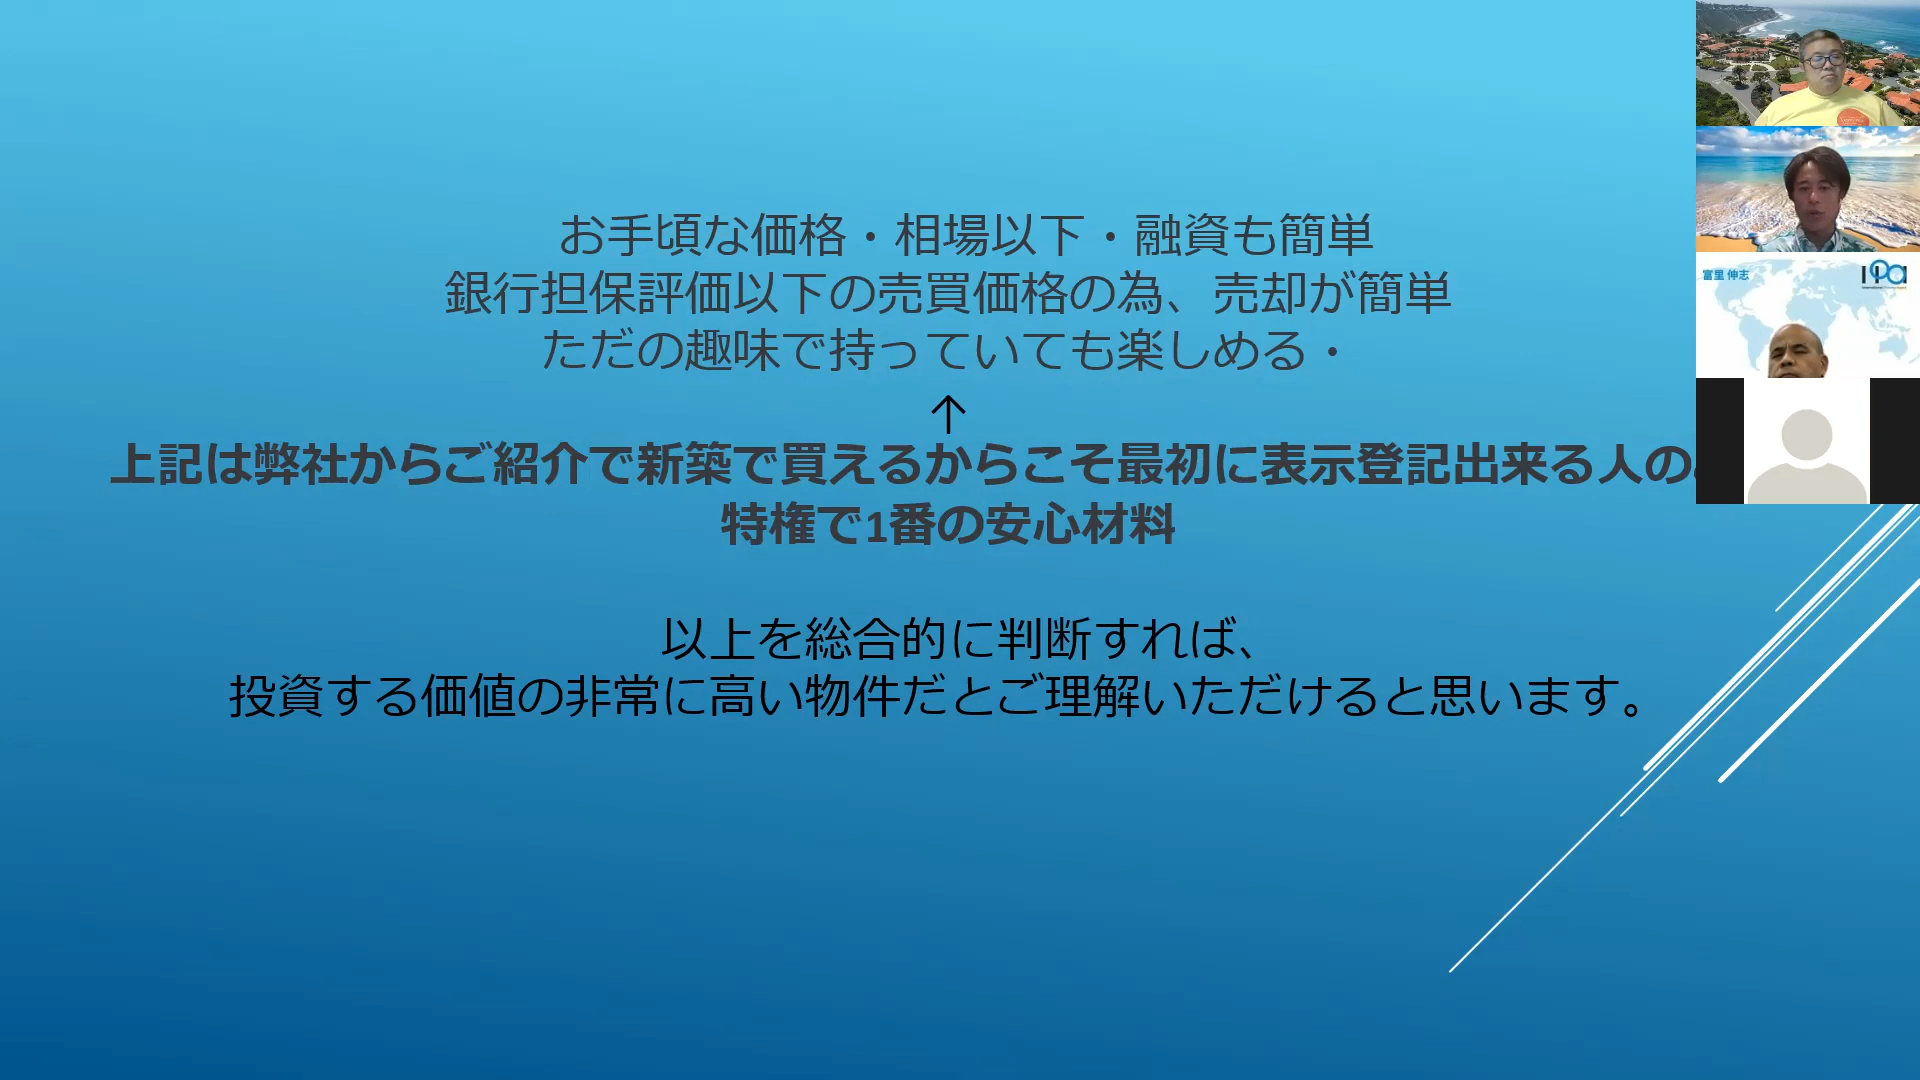 お手頃な価格・相場以下・融資も簡単
銀行担保評価以下の売買価格の為、売却が簡単
ただの趣味で持っていても楽しめる・
↑
上記は弊社からご紹介で新築で買えるからこそ最初に表示登記出来る人の
特権で1番の安心材料
以上を総合的に判断すれば、
投資する価値の非常に高い物件だとご理解いただけると思います。
富里 伸志
IPA